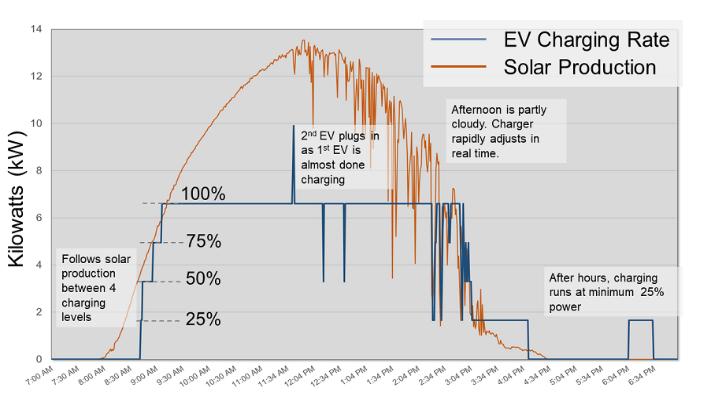 14
12
10
8
6
4
2
0
Kilowatts (kW)
EV Charging Rate
Solar Production
Afternoon is partly
cloudy. Charger
rapidly adjusts in
real time.
2nd EV plugs in
as 1st EV is
almost done
charging
100%
75%
50%
25%
Follows solar
production
between 4
charging
levels
After hours, charging
runs at minimum 25%
power
7:00 AM
7:30 AM
8:00 AM
8:30 AM
9:00 AM
9:30 AM
10:00 AM
10:30 AM
11:00 AM
11:34 AM
12:04 PM
12:34 PM
1:04 PM
1:34 PM
2:04 PM
2:34 PM
3:04 PM
3:34 PM
4:04 PM
4:34 PM
5:04 PM
5:34 PM
6:04 PM
6:34 PM